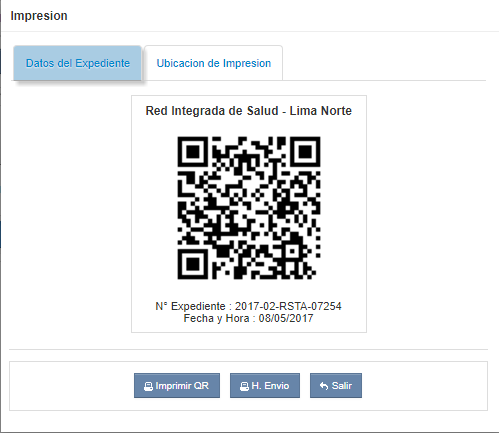 Impresion
Datos del Expediente
Ubicacion de Impresion
Red Integrada de Salud - Lima Norte
N° Expediente : 2017-02-RSTA-07254
Fecha y Hora : 08/05/2017
Imprimir QR
H. Envio
Salir